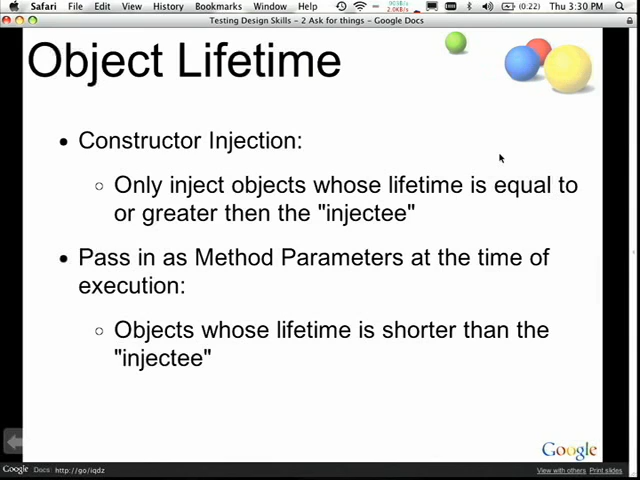 Safari File Edit View History Bookmarks Window Help (0:22) Thu 3:30 PM
Testing Design Skills - 2 Ask for things - Google Docs
Object Lifetime
• Constructor Injection:
○ Only inject objects whose lifetime is equal to
or greater then the "injectee"
• Pass in as Method Parameters at the time of
execution:
○ Objects whose lifetime is shorter than the
"injectee"
Google
Google Docs: http://go/iqdz View with others Print slides